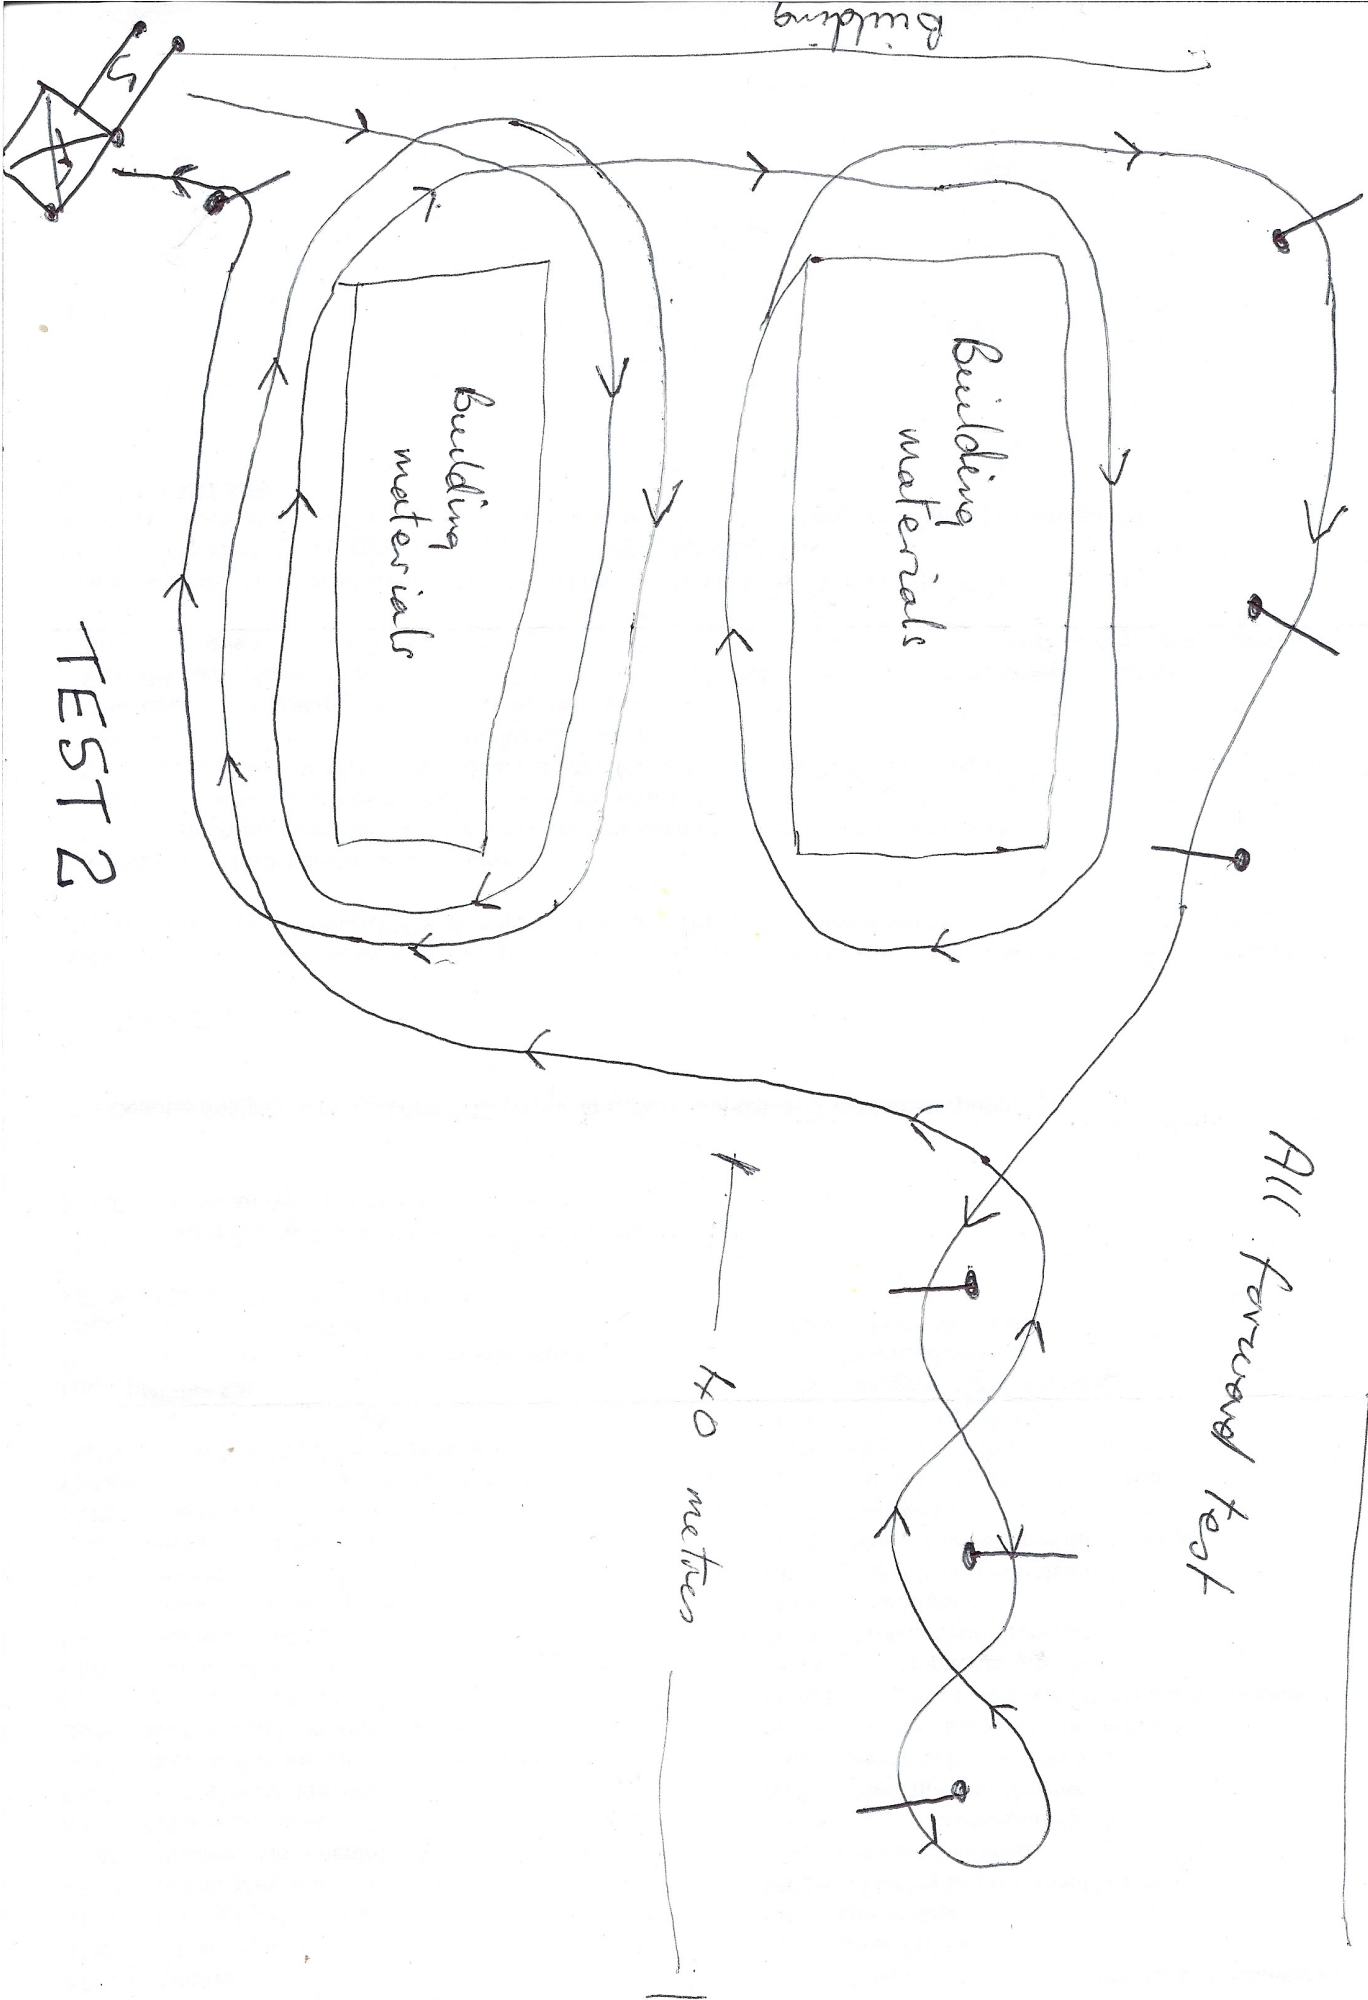 Building
S
F
Building
materials
Building
materials
TEST 2
All forward test
40 metres